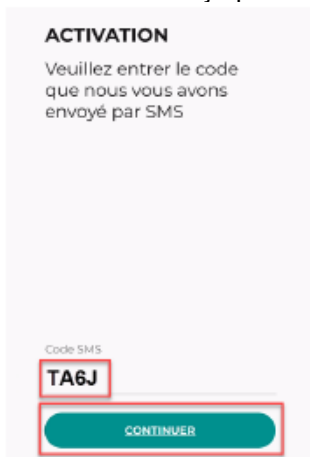 ACTIVATION
Veuillez entrer le code
que nous vous avons
envoyé par SMS
Code SMS
TA6J
CONTINUER